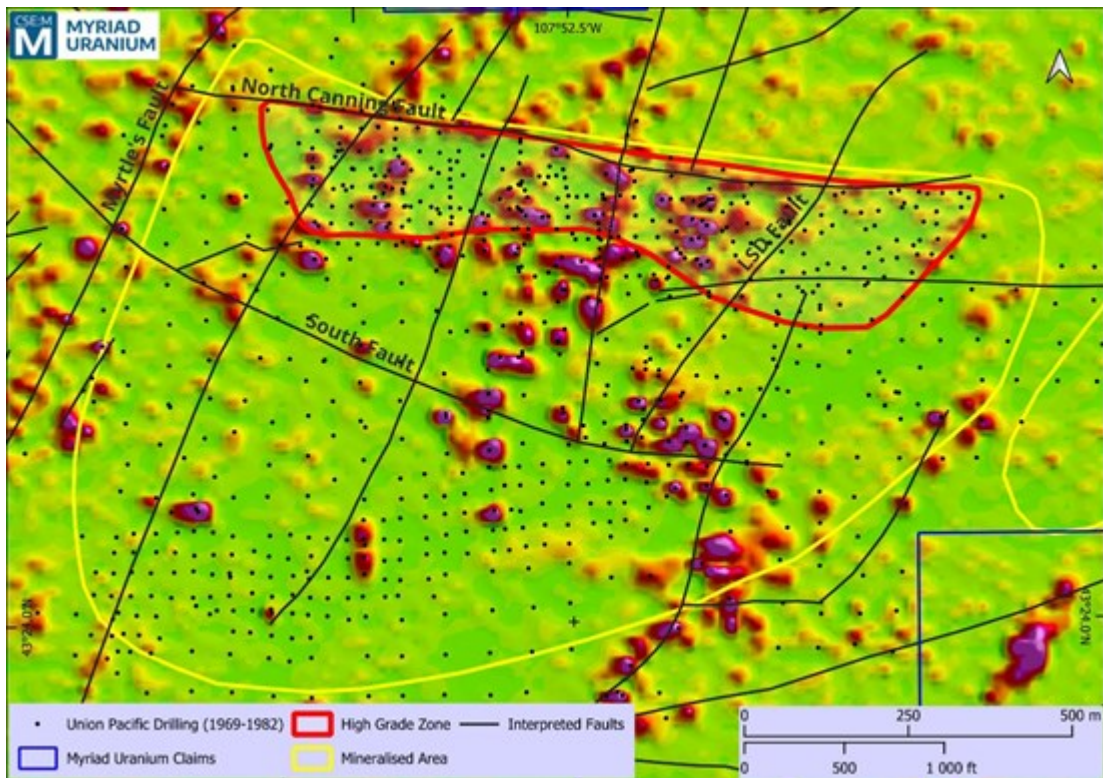 CSE:M
M
MYRIAD
URANIUM
107°52.5'W
North Canning Fault
Myrtle's Fault
LSD Fault
South Fault
43°24.0'N
43°24.0'N
Union Pacific Drilling (1969-1982)
High Grade Zone
Interpreted Faults
Myriad Uranium Claims
Mineralised Area
0
250
500 m
0
500
1 000 ft